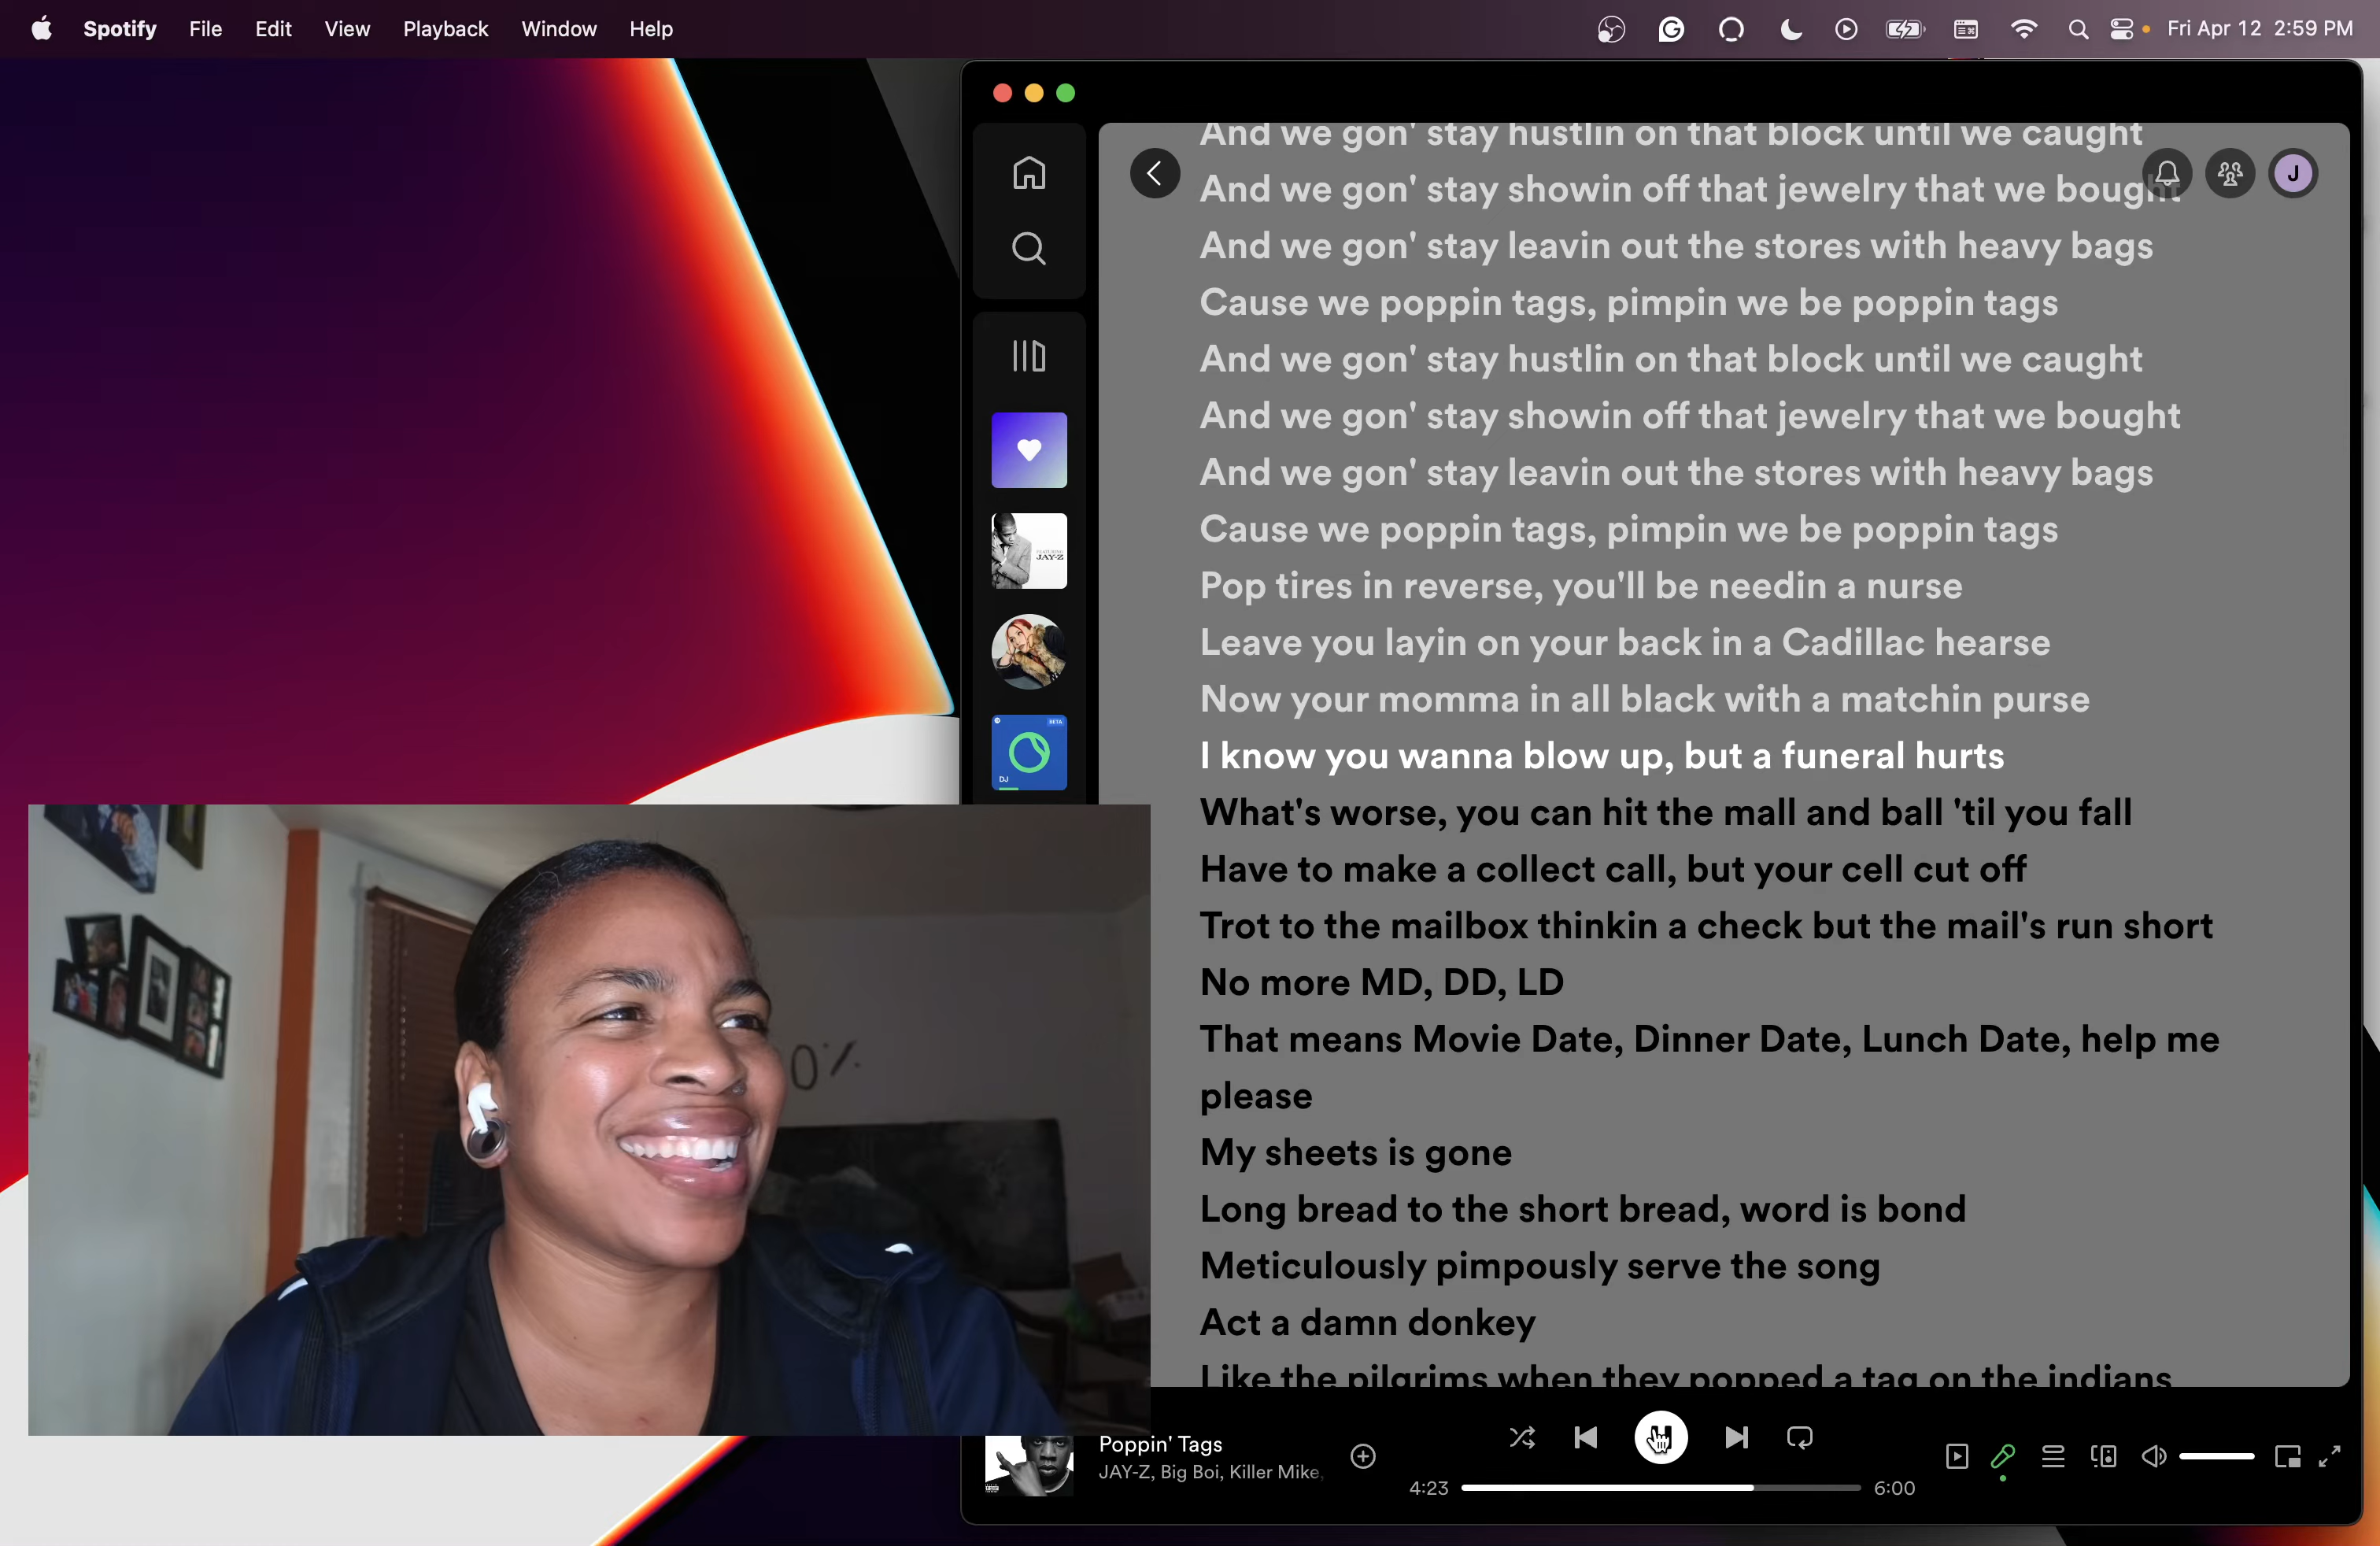 Spotify File Edit View Playback Window Help
Fri Apr 12 2:59 PM
And we gon' stay hustlin on that block until we caught
And we gon' stay showin off that jewelry that we bought
J
And we gon' stay leavin out the stores with heavy bags
Cause we poppin tags, pimpin we be poppin tags
And we gon' stay hustlin on that block until we caught
And we gon' stay showin off that jewelry that we bought
And we gon' stay leavin out the stores with heavy bags
Cause we poppin tags, pimpin we be poppin tags
JAY-Z
Pop tires in reverse, you'll be needin a nurse
Leave you layin on your back in a Cadillac hearse
Now your momma in all black with a matchin purse
BETA
I know you wanna blow up, but a funeral hurts
DJ
What's worse, you can hit the mall and ball 'til you fall
Have to make a collect call, but your cell cut off
Trot to the mailbox thinkin a check but the mail's run short
No more MD, DD, LD
That means Movie Date, Dinner Date, Lunch Date, help me
please
0%
My sheets is gone
Long bread to the short bread, word is bond
Meticulously pimpously serve the song
Act a damn donkey
Like the pilgrims when they popped a tag on the indians
Poppin' Tags
JAY-Z, Big Boi, Killer Mike,
4:23
6:00